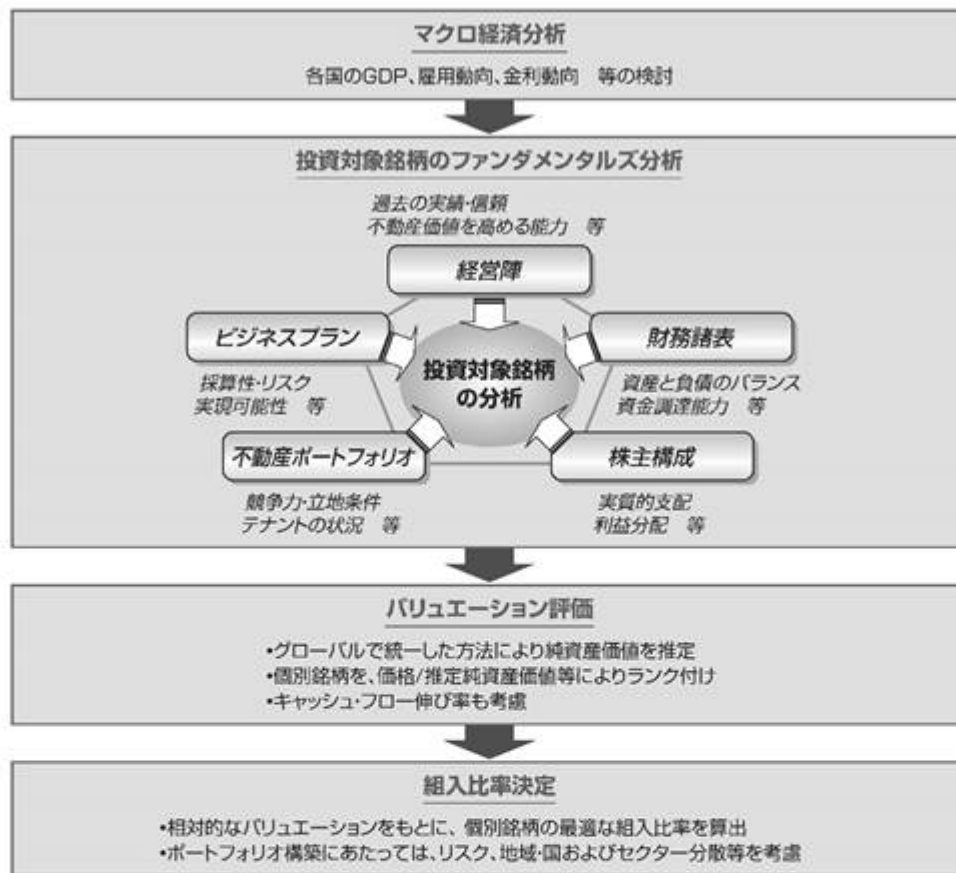 マクロ経済分析
各国のGDP、雇用動向、金利動向　等の検討
投資対象銘柄のファンダメンタルズ分析
過去の実績・信頼
不動産価値を高める能力　等
経営陣
ビジネスプラン
採算性・リスク
実現可能性　等
財務諸表
資産と負債のバランス
資金調達能力　等
投資対象銘柄
の分析
不動産ポートフォリオ
競争力・立地条件
テナントの状況　等
株主構成
実質的支配
利益分配　等
バリュエーション評価
•グローバルで統一した方法により純資産価値を推定
•個別銘柄を、価格/推定純資産価値等によりランク付け
•キャッシュ・フロー伸び率も考慮
組入比率決定
•相対的なバリュエーションをもとに、個別銘柄の最適な組入比率を算出
•ポートフォリオ構築にあたっては、リスク、地域・国およびセクター分散等を考慮